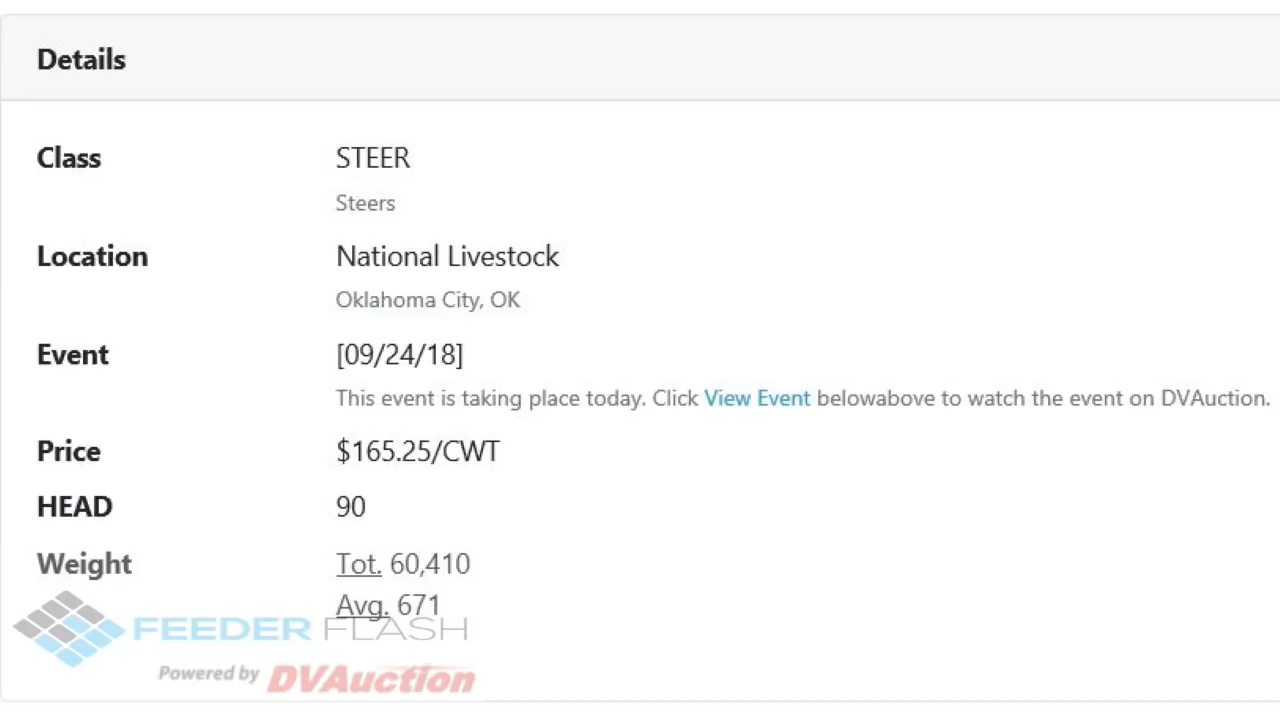 Details
Class STEER
Steers
Location National Livestock
Oklahoma City, OK
Event [09/24/18]
This event is taking place today. Click View Event belowabove to watch the event on DVAuction.
Price $165.25/CWT
HEAD 90
Weight Tot. 60,410
Avg. 671
FEEDER FLASH
Powered by DVAuction